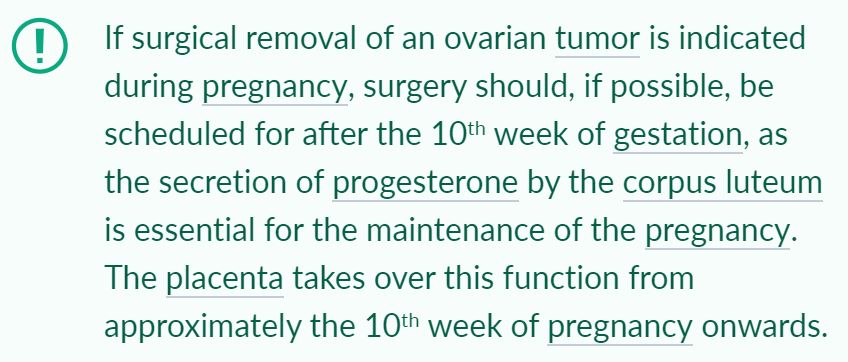 If surgical removal of an ovarian tumor is indicated
during pregnancy, surgery should, if possible, be
scheduled for after the 10th week of gestation, as
the secretion of progesterone by the corpus luteum
is essential for the maintenance of the pregnancy.
The placenta takes over this function from
approximately the 10th week of pregnancy onwards.